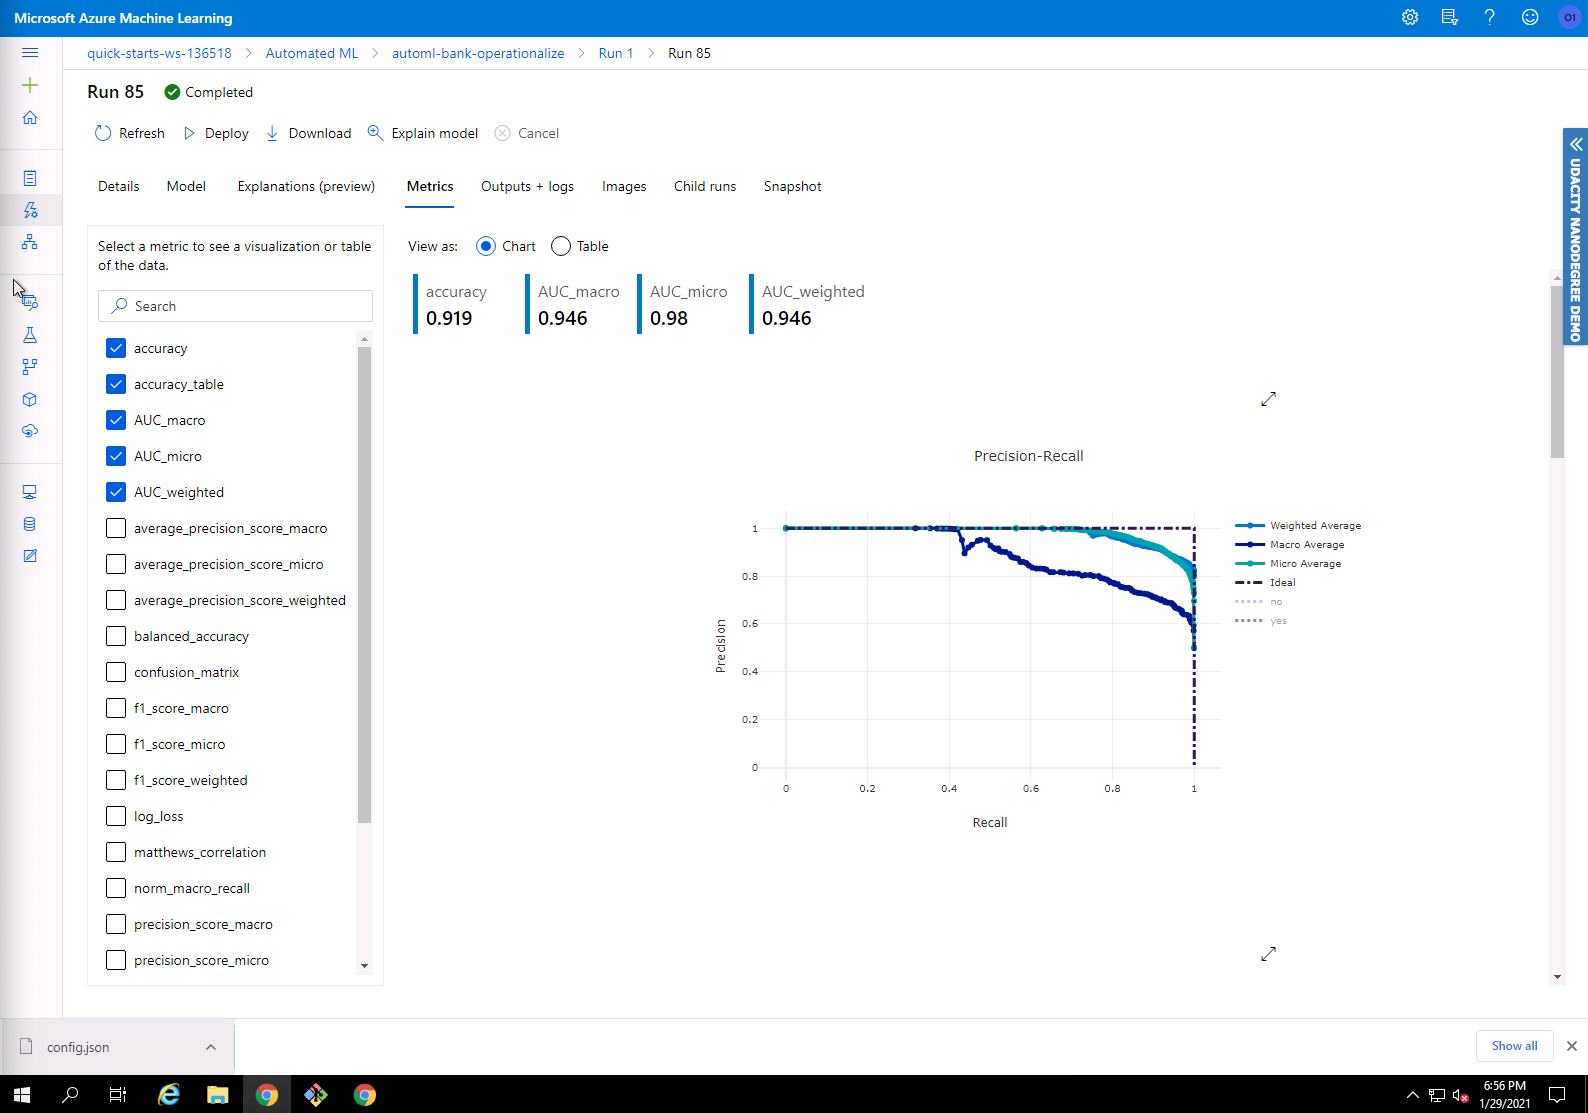 Microsoft Azure Machine Learning
O1
quick-starts-ws-136518 > Automated ML > automl-bank-operationalize > Run 1 > Run 85
Run 85 Completed
Refresh Deploy Download Explain model Cancel
Details Model Explanations (preview) Metrics Outputs + logs Images Child runs Snapshot
UDACITY NANODEGREE DEMO
Select a metric to see a visualization or table
of the data.
Search
accuracy
accuracy_table
AUC_macro
AUC_micro
AUC_weighted
average_precision_score_macro
average_precision_score_micro
average_precision_score_weighted
balanced_accuracy
confusion_matrix
f1_score_macro
f1_score_micro
f1_score_weighted
log_loss
matthews_correlation
norm_macro_recall
precision_score_macro
precision_score_micro
View as: Chart Table
accuracy
0.919
AUC_macro
0.946
AUC_micro
0.98
AUC_weighted
0.946
Precision-Recall
1
0.8
0.6
0.4
0.2
0
Precision
0 0.2 0.4 0.6 0.8 1
Recall
Weighted Average
Macro Average
Micro Average
Ideal
no
yes
config.json
Show all
6:56 PM
1/29/2021